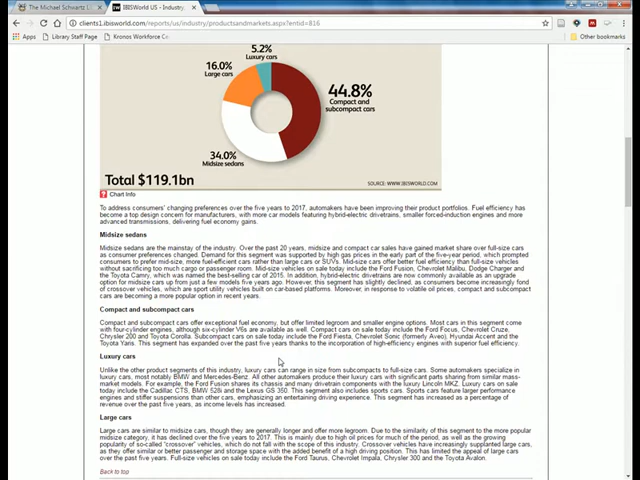 The Michael Schwartz Li
IBISWorld US - Industry
clients1.ibisworld.com/reports/us/industry/productsandmarkets.aspx?entid=816
Apps
Library Staff Page
Kronos Workforce C
Other bookmarks
5.2%
Luxury cars
16.0%
Large cars
44.8%
Compact and
subcompact cars
34.0%
Midsize sedans
Total $119.1bn
SOURCE: WWW.IBISWORLD.COM
Chart Info
To address consumers' changing preferences over the five years to 2017, automakers have been improving their product portfolios. Fuel efficiency has
become a top design concern for manufacturers, with more car models featuring hybrid-electric drivetrains, smaller forced-induction engines and more
advanced transmissions, delivering fuel economy gains.
Midsize sedans
Midsize sedans are the mainstay of the industry. Over the past 20 years, midsize and compact car sales have gained market share over full-size cars
as consumer preferences changed. Demand for this segment was supported by high gas prices in the early part of the five-year period, which prompted
consumers to prefer mid-size, more fuel-efficient cars rather than large cars or SUVs. Mid-size cars offer better fuel efficiency than full-size vehicles
without sacrificing too much cargo or passenger room. Mid-size vehicles on sale today include the Ford Fusion, Chevrolet Malibu, Dodge Charger and
the Toyota Camry, which was named the best-selling car of 2015. In addition, hybrid-electric drivetrains are now commonly available as an upgrade
option for midsize cars up from just a few models five years ago. However, this segment has slightly declined, as consumers become increasingly fond
of crossover vehicles, which are sport utility vehicles built on car-based platforms. Moreover, in response to volatile oil prices, compact and subcompact
cars are becoming a more popular option in recent years.
Compact and subcompact cars
Compact and subcompact cars offer exceptional fuel economy, but offer limited legroom and smaller engine options. Most cars in this segment come
with four-cylinder engines, although six-cylinder V6s are available as well. Compact cars on sale today include the Ford Focus, Chevrolet Cruze,
Chrysler 200 and Toyota Corolla. Subcompact cars on sale today include the Ford Fiesta, Chevrolet Sonic (formerly Aveo), Hyundai Accent and the
Toyota Yaris. This segment has expanded over the past five years thanks to the incorporation of high-efficiency engines with superior fuel efficiency.
Luxury cars
Unlike the other product segments of this industry, luxury cars can range in size from subcompacts to full-size cars. Some automakers specialize in
luxury cars, most notably BMW and Mercedes-Benz. All other automakers produce their luxury cars with significant parts sharing from similar mass-
market models. For example, the Ford Fusion shares its chassis and many drivetrain components with the luxury Lincoln MKZ. Luxury cars on sale
today include the Cadillac CTS, BMW 528i and the Lexus GS 350. This segment also includes sports cars. Sports cars feature larger performance
engines and stiffer suspensions than other cars, emphasizing an entertaining driving experience. This segment has increased as a percentage of
revenue over the past five years, as income levels has increased.
Large cars
Large cars are similar to midsize cars, though they are generally longer and offer more legroom. Due to the similarity of this segment to the more popular
midsize category, it has declined over the five years to 2017. This is mainly due to high oil prices for much of the period, as well as the growing
popularity of so-called "crossover" vehicles, which do not fall with the scope of this industry. Crossover vehicles have increasingly supplanted large cars,
as they offer similar or better passenger and storage space with the added benefit of a high driving position. This has limited the appeal of large cars
over the past five years. Full-size vehicles on sale today include the Ford Taurus, Chevrolet Impala, Chrysler 300 and the Toyota Avalon.
Back to top